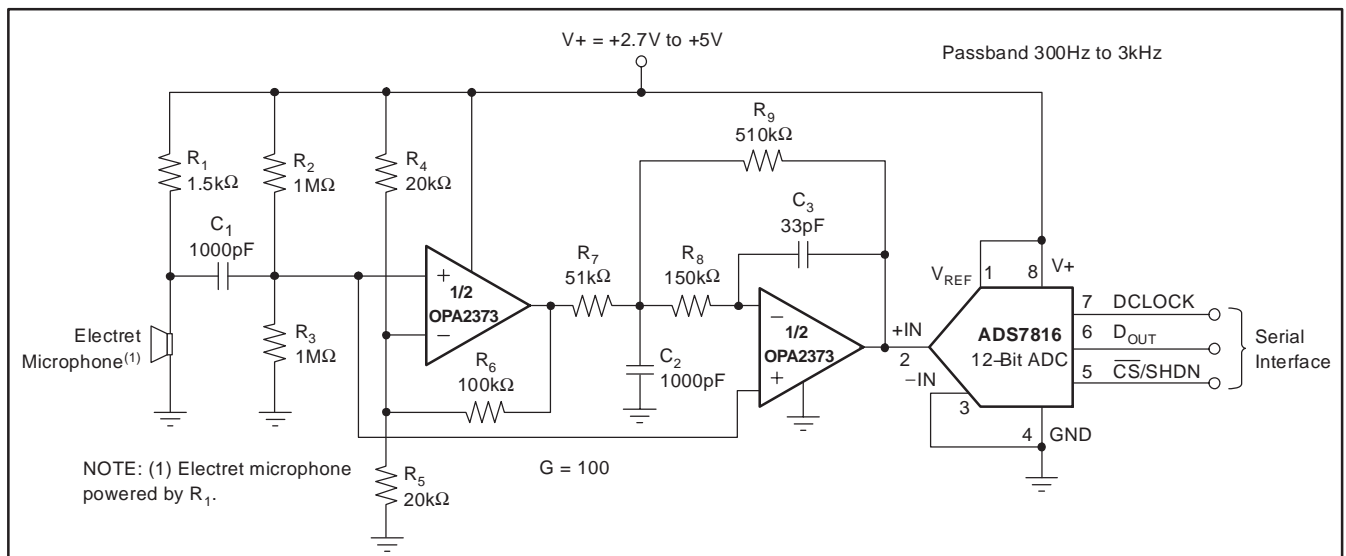 V+ = +2.7V to +5V
Passband 300Hz to 3kHz
R9
510kΩ
R1
1.5kΩ
R2
1MΩ
R4
20kΩ
C3
33pF
C1
1000pF
R7
51kΩ
R8
150kΩ
VREF
1
8
V+
+
1/2
OPA2373
−
7
DCLOCK
−
1/2
OPA2373
+
+IN
2
ADS7816
12–Bit ADC
6
DOUT
Serial
Interface
Electret
Microphone(1)
R3
1MΩ
R6
100kΩ
C2
1000pF
−IN
3
5
CS/SHDN
4
GND
NOTE: (1) Electret microphone
powered by R1.
R5
20kΩ
G = 100